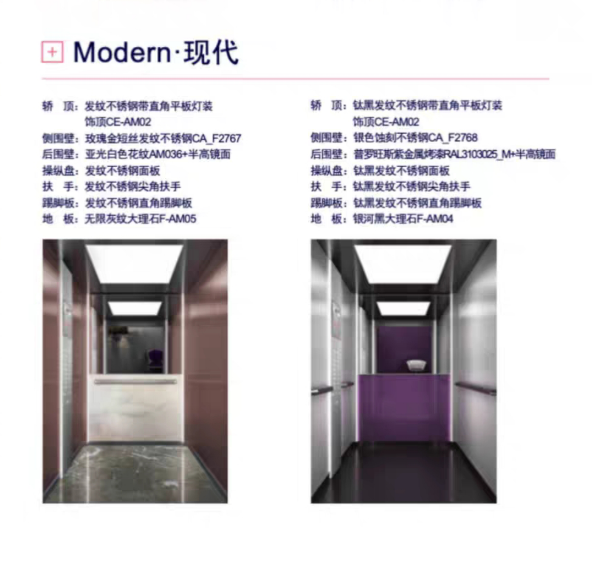 Modern·现代
轿 顶：发纹不锈钢带直角平板灯装
饰顶CE-AM02
侧围壁：玫瑰金短丝发纹不锈钢CA_F2767
后围壁：亚光白色花纹AM036+半高镜面
操纵盘：发纹不锈钢面板
扶 手：发纹不锈钢尖角扶手
踢脚板：发纹不锈钢直角踢脚板
地 板：无限灰纹大理石F-AM05
轿 顶：钛黑发纹不锈钢带直角平板灯装
饰顶CE-AM02
侧围壁：银色蚀刻不锈钢CA_F2768
后围壁：普罗旺斯紫金属烤漆RAL3103025_M+半高镜面
操纵盘：钛黑发纹不锈钢面板
扶 手：钛黑发纹不锈钢尖角扶手
踢脚板：钛黑发纹不锈钢直角踢脚板
地 板：银河黑大理石F-AM04